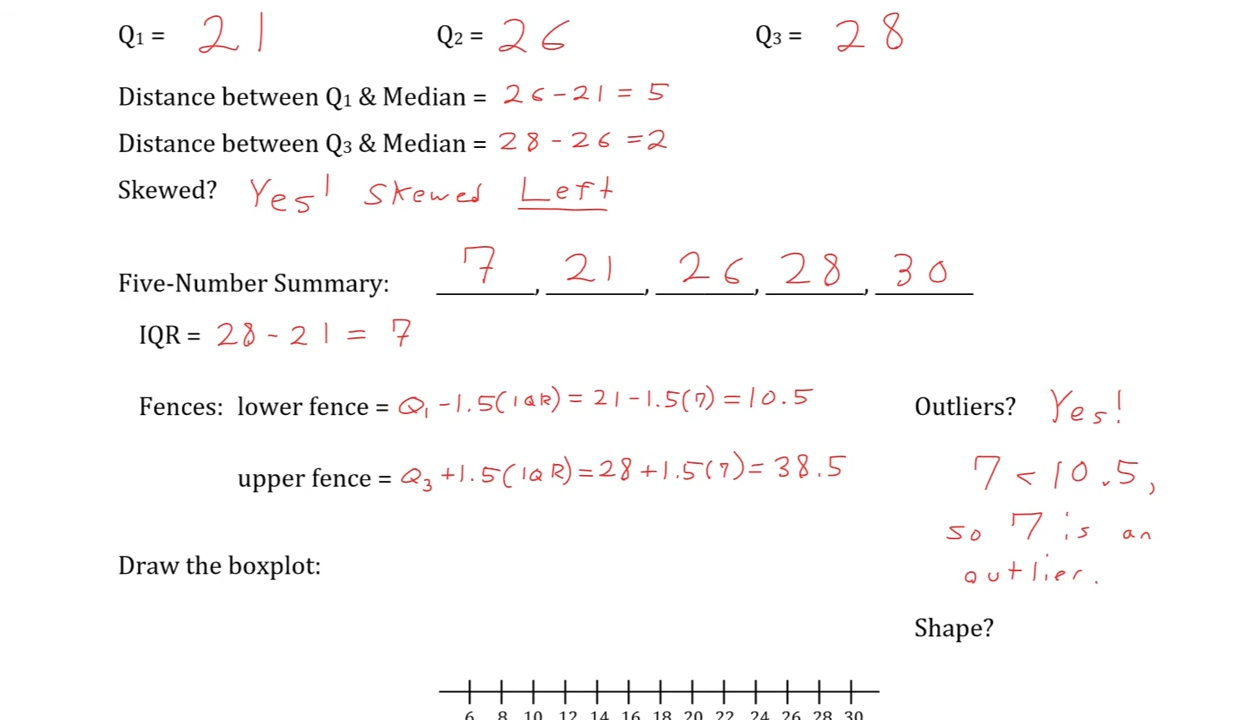 Q1 = 21 Q2 = 26 Q3 = 28
Distance between Q1 & Median = 26 - 21 = 5
Distance between Q3 & Median = 28 - 26 = 2
Skewed? Yes! Skewed Left
Five-Number Summary: 7, 21, 26, 28, 30
IQR = 28 - 21 = 7
Fences: lower fence = Q1 - 1.5(IQR) = 21 - 1.5(7) = 10.5
Outliers? Yes!
upper fence = Q3 + 1.5(IQR) = 28 + 1.5(7) = 38.5
7 < 10.5,
so 7 is an
outlier.
Draw the boxplot:
Shape?
6 8 10 12 14 16 18 20 22 24 26 28 30